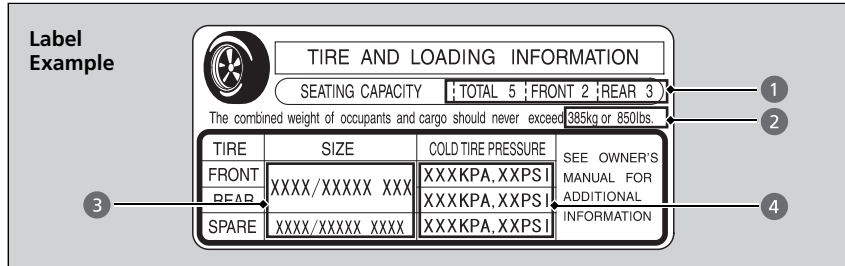 Label
Example
TIRE AND LOADING INFORMATION
SEATING CAPACITY TOTAL 5 FRONT 2 REAR 3
1
The combined weight of occupants and cargo should never exceed 385kg or 850lbs.
2
TIRE SIZE COLD TIRE PRESSURE
SEE OWNER'S
MANUAL FOR
ADDITIONAL
INFORMATION
FRONT XXXX/XXXXX XXX XXXKPA,XXPSI
REAR XXXKPA,XXPSI
3
4
SPARE XXXX/XXXXX XXXX XXXKPA,XXPSI